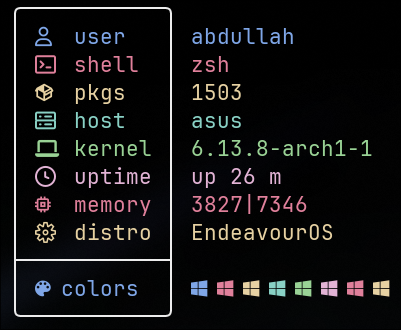 user abdullah
shell zsh
pkgs 1503
host asus
kernel 6.13.8-arch1-1
uptime up 26 m
memory 3827|7346
distro EndeavourOS
colors